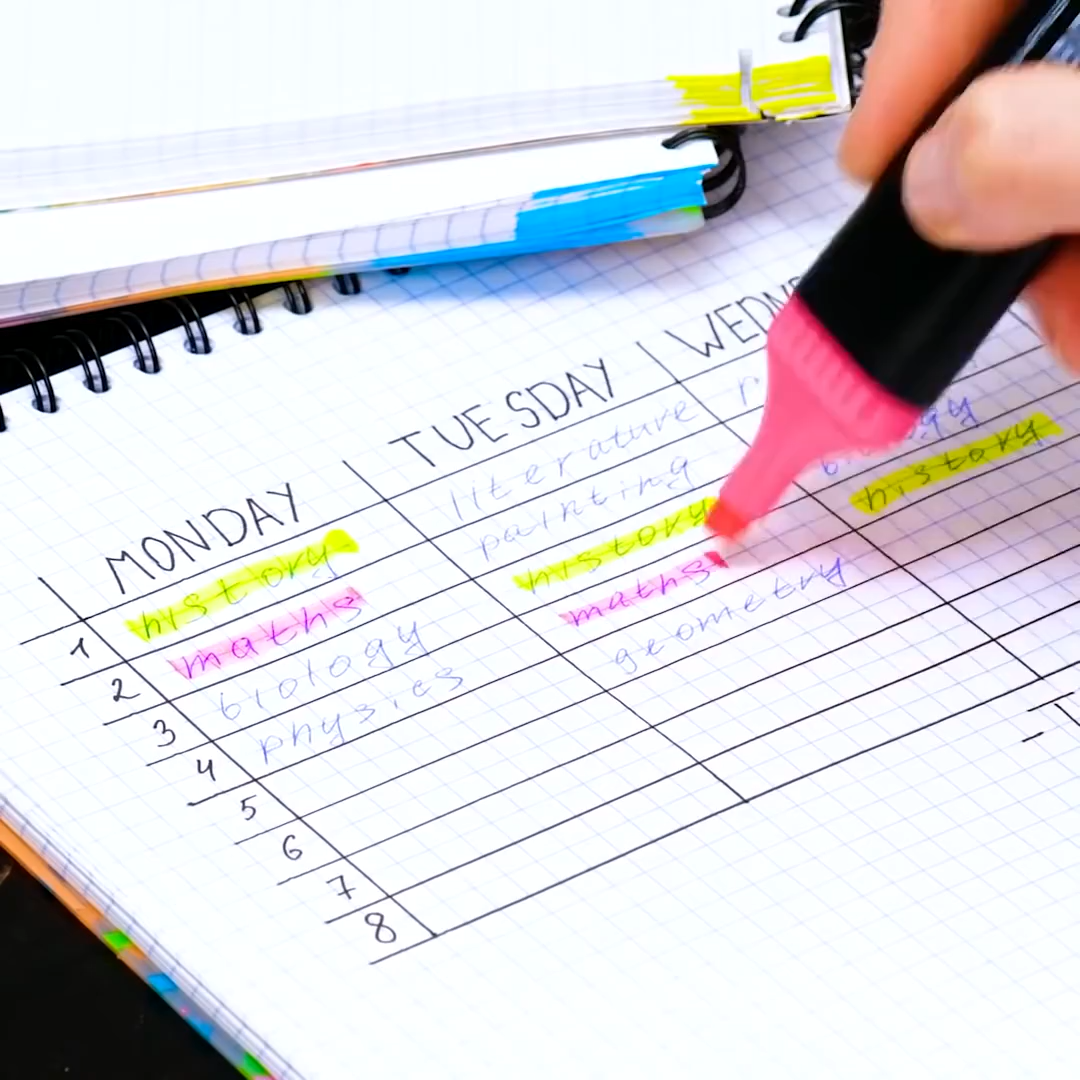 MONDAY TUESDAY
1 history literature
2 maths painting
3 biology history history
4 physics maths
5 geometry
6
7
8